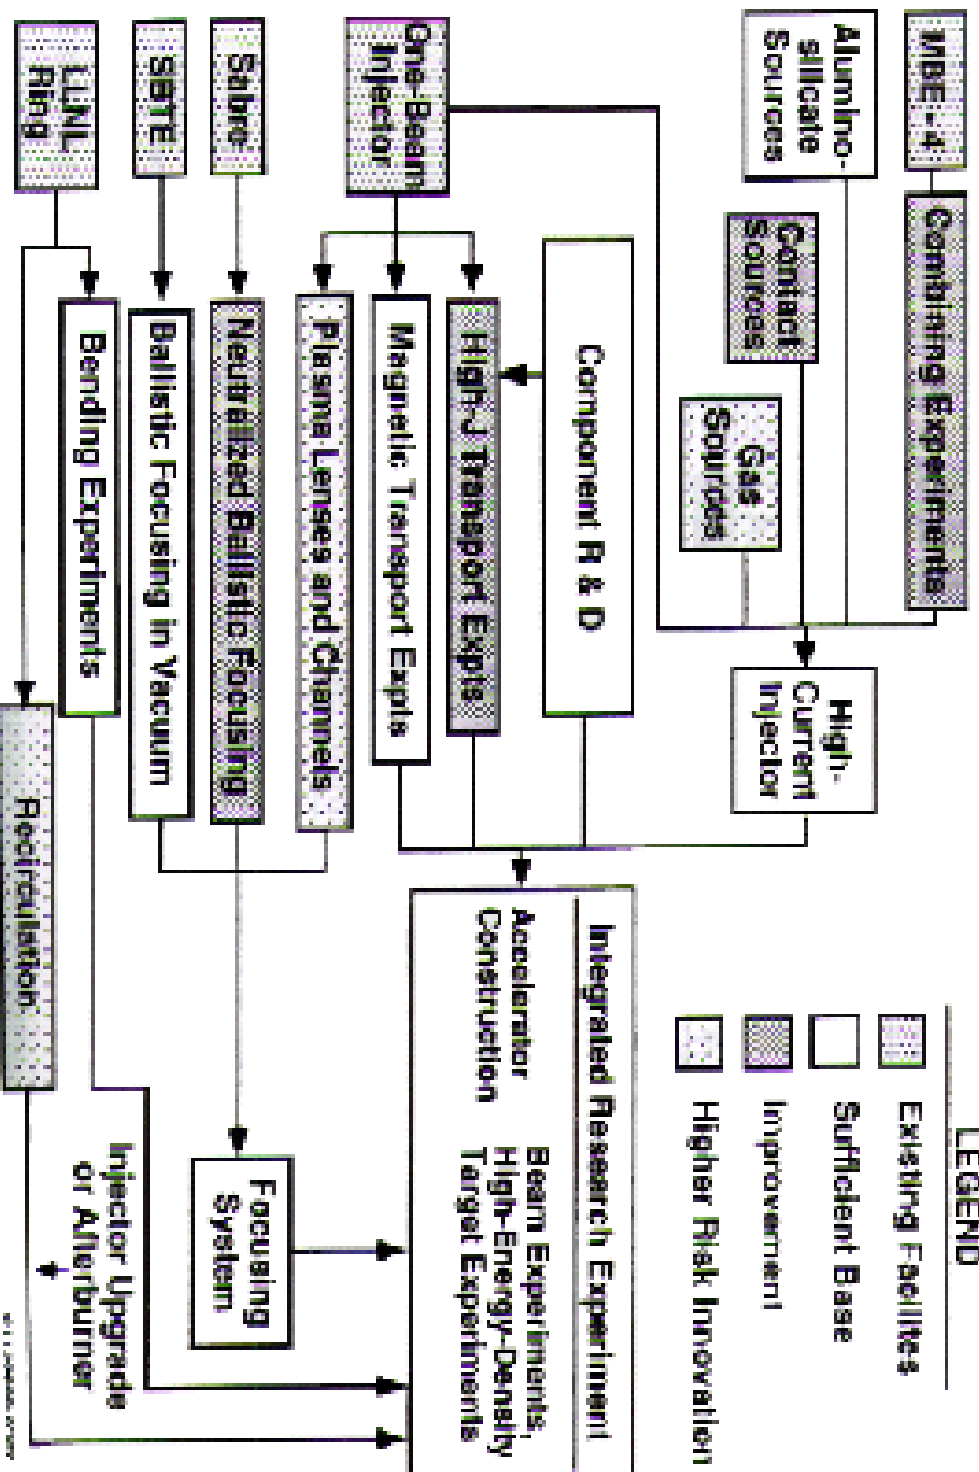 MBE-4
Combining Experiments
Alumino-
silicate
Sources
Contact
Sources
Gas
Sources
High-
Current
Injector
Component R & D
One-Beam
Injector
High-J Transport Expts
Magnetic Transport Expts
Plasma Lenses and Channels
Sabre
Neutralized Ballistic Focusing
SBTE
Ballistic Focusing in Vacuum
LLNL
Ring
Bending Experiments
Recirculation
LEGEND
Existing Facilities
Sufficient Base
Improvement
Higher Risk Innovation
Integrated Research Experiment
Accelerator
Construction
Beam Experiments,
High-Energy-Density
Target Experiments
Focusing
System
Injector Upgrade
or Afterburner